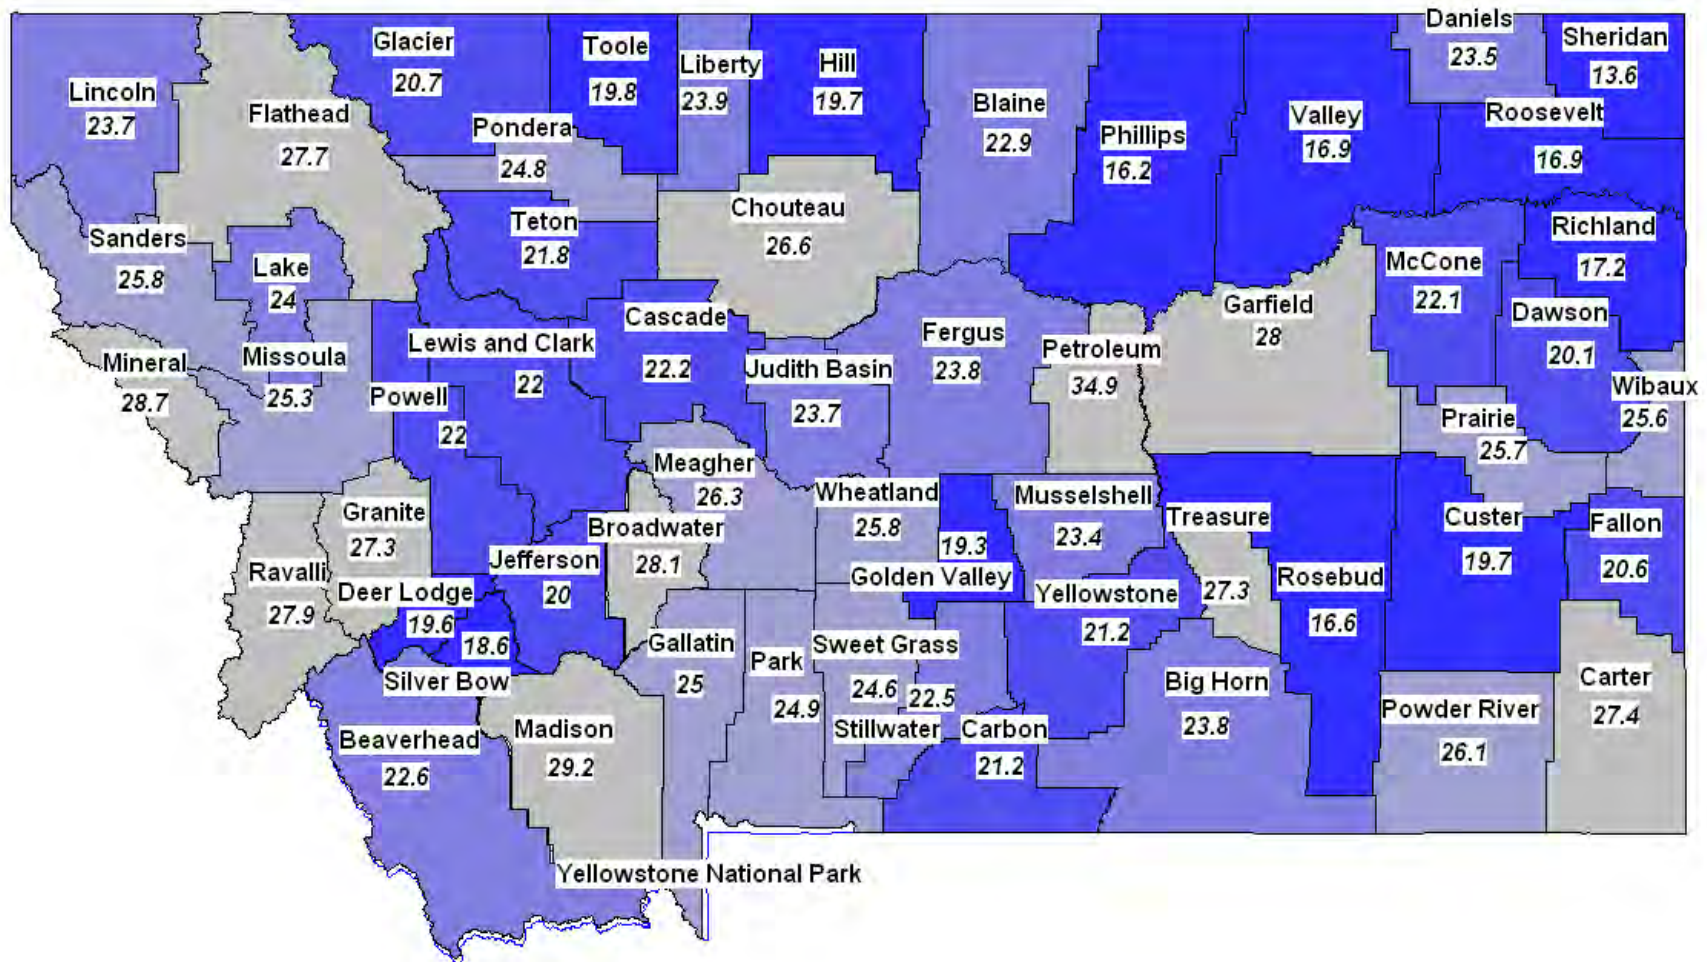 Daniels
23.5
Sheridan
13.6
Glacier
20.7
Toole
19.8
Liberty
23.9
Hill
19.7
Lincoln
23.7
Flathead
27.7
Blaine
22.9
Phillips
16.2
Valley
16.9
Roosevelt
16.9
Pondera
24.8
Chouteau
26.6
Teton
21.8
Richland
17.2
Sanders
25.8
Lake
24
McCone
22.1
Garfield
28
Dawson
20.1
Cascade
22.2
Fergus
23.8
Lewis and Clark
22
Missoula
25.3
Mineral
28.7
Judith Basin
23.7
Petroleum
34.9
Powell
22
Wibaux
25.6
Prairie
25.7
Meagher
26.3
Wheatland
25.8
Musselshell
23.4
Granite
27.3
Broadwater
28.1
19.3
Golden Valley
Treasure
27.3
Custer
19.7
Fallon
20.6
Jefferson
20
Ravalli
27.9
Deer Lodge
19.6
18.6
Silver Bow
Yellowstone
21.2
Rosebud
16.6
Gallatin
25
Park
24.9
Sweet Grass
24.6
22.5
Stillwater
Carbon
21.2
Big Horn
23.8
Powder River
26.1
Carter
27.4
Beaverhead
22.6
Madison
29.2
Yellowstone National Park